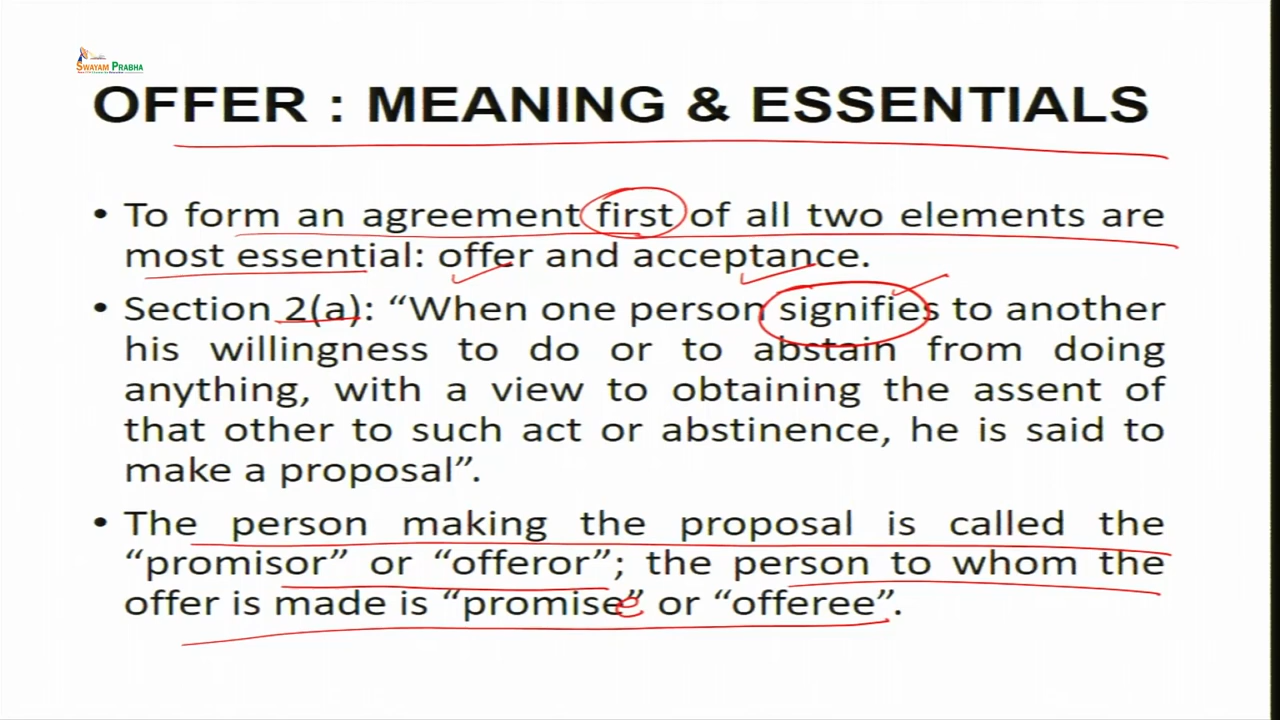 SWAYAM PRABHA
OFFER : MEANING & ESSENTIALS
• To form an agreement first of all two elements are
most essential: offer and acceptance.
• Section 2(a): “When one person signifies to another
his willingness to do or to abstain from doing
anything, with a view to obtaining the assent of
that other to such act or abstinence, he is said to
make a proposal”.
• The person making the proposal is called the
“promisor” or “offeror”; the person to whom the
offer is made is “promisee” or “offeree”.